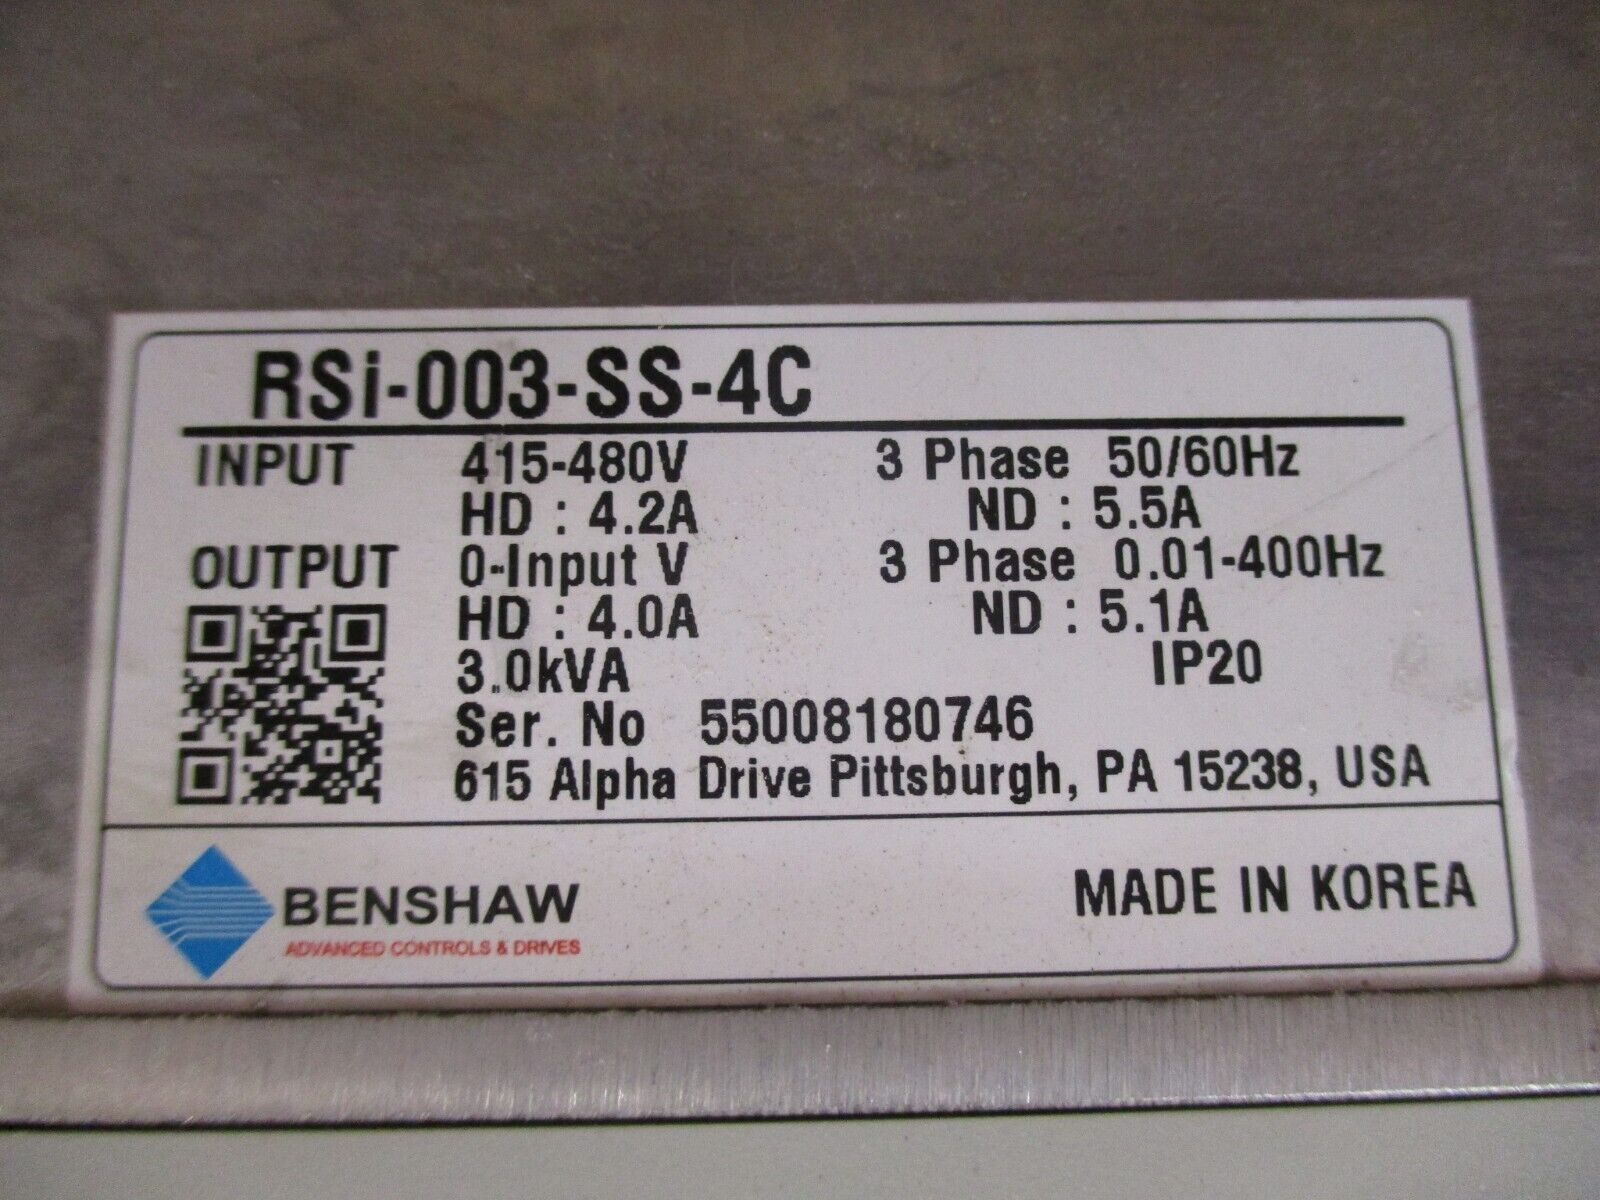 RSi-003-SS-4C
INPUT 415-480V 3 Phase 50/60Hz
HD : 4.2A ND : 5.5A
OUTPUT 0-Input V 3 Phase 0.01-400Hz
HD : 4.0A ND : 5.1A
3.0kVA IP20
Ser. No 55008180746
615 Alpha Drive Pittsburgh, PA 15238, USA
BENSHAW MADE IN KOREA
ADVANCED CONTROLS & DRIVES